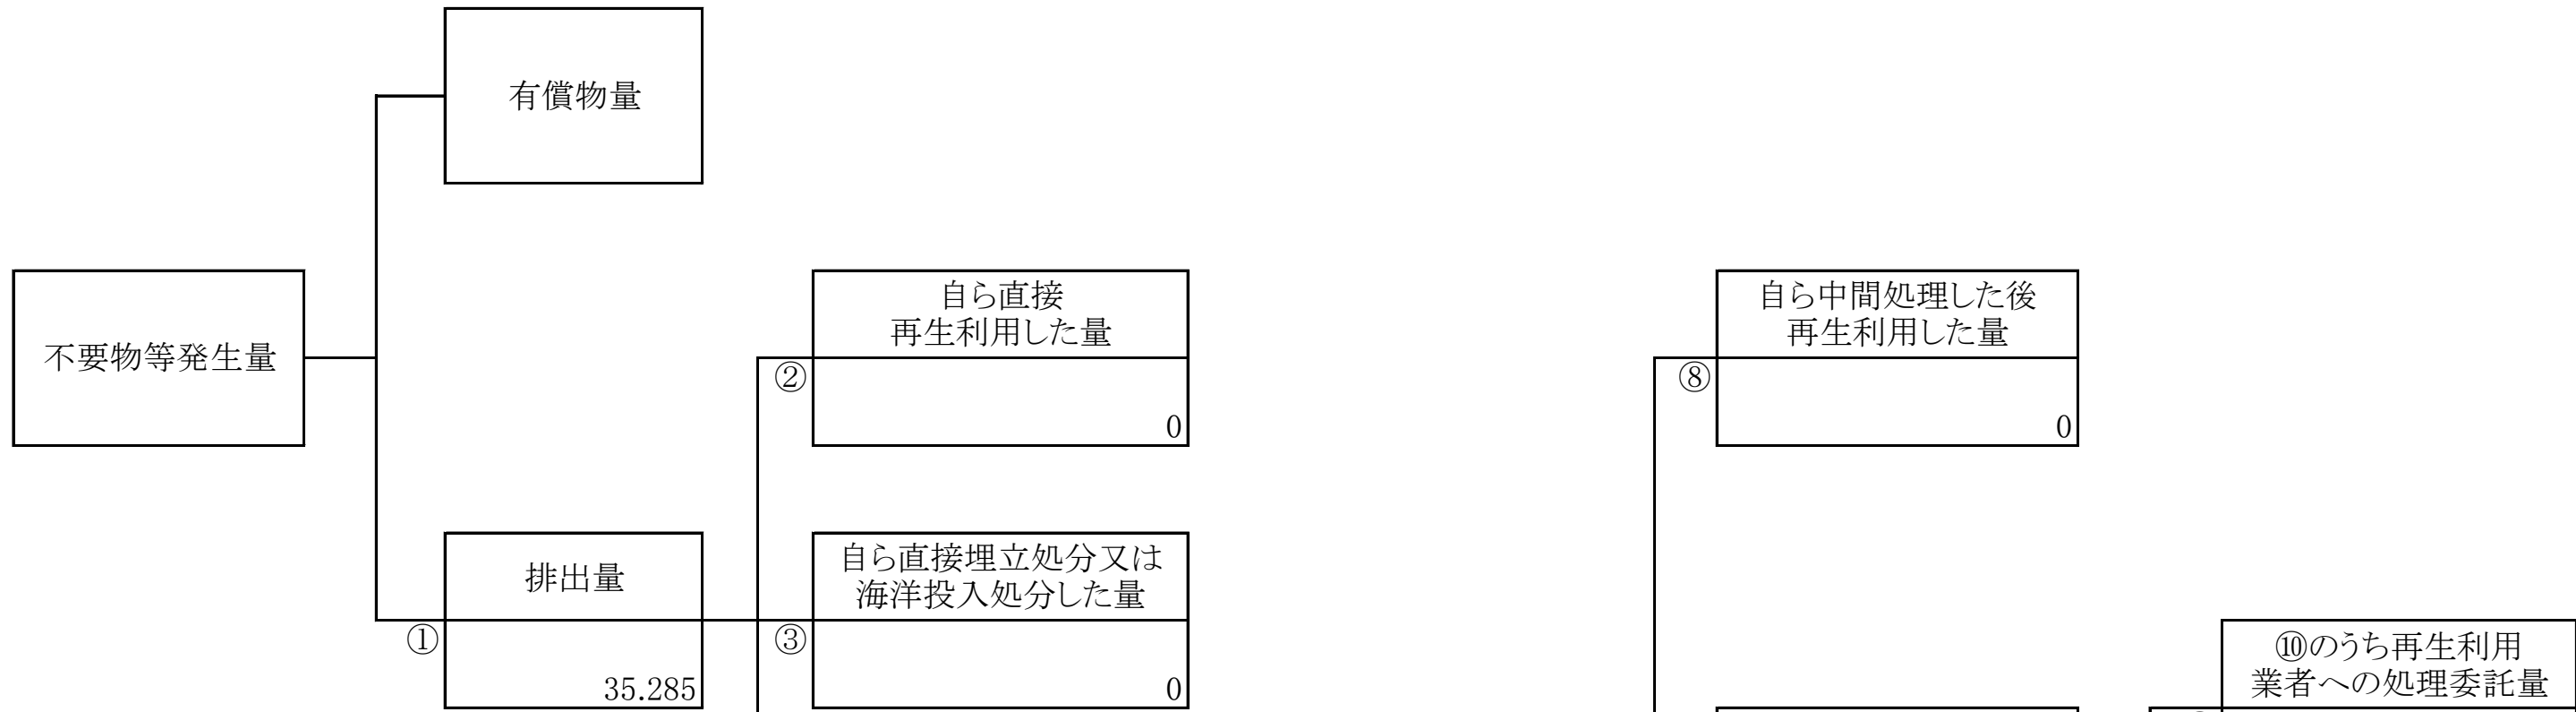 有償物量
不要物等発生量
自ら直接
再生利用した量
②
0
自ら中間処理した後
再生利用した量
⑧
0
排出量
①
35.285
自ら直接埋立処分又は
海洋投入処分した量
③
0
⑩のうち再生利用
業者への処理委託量